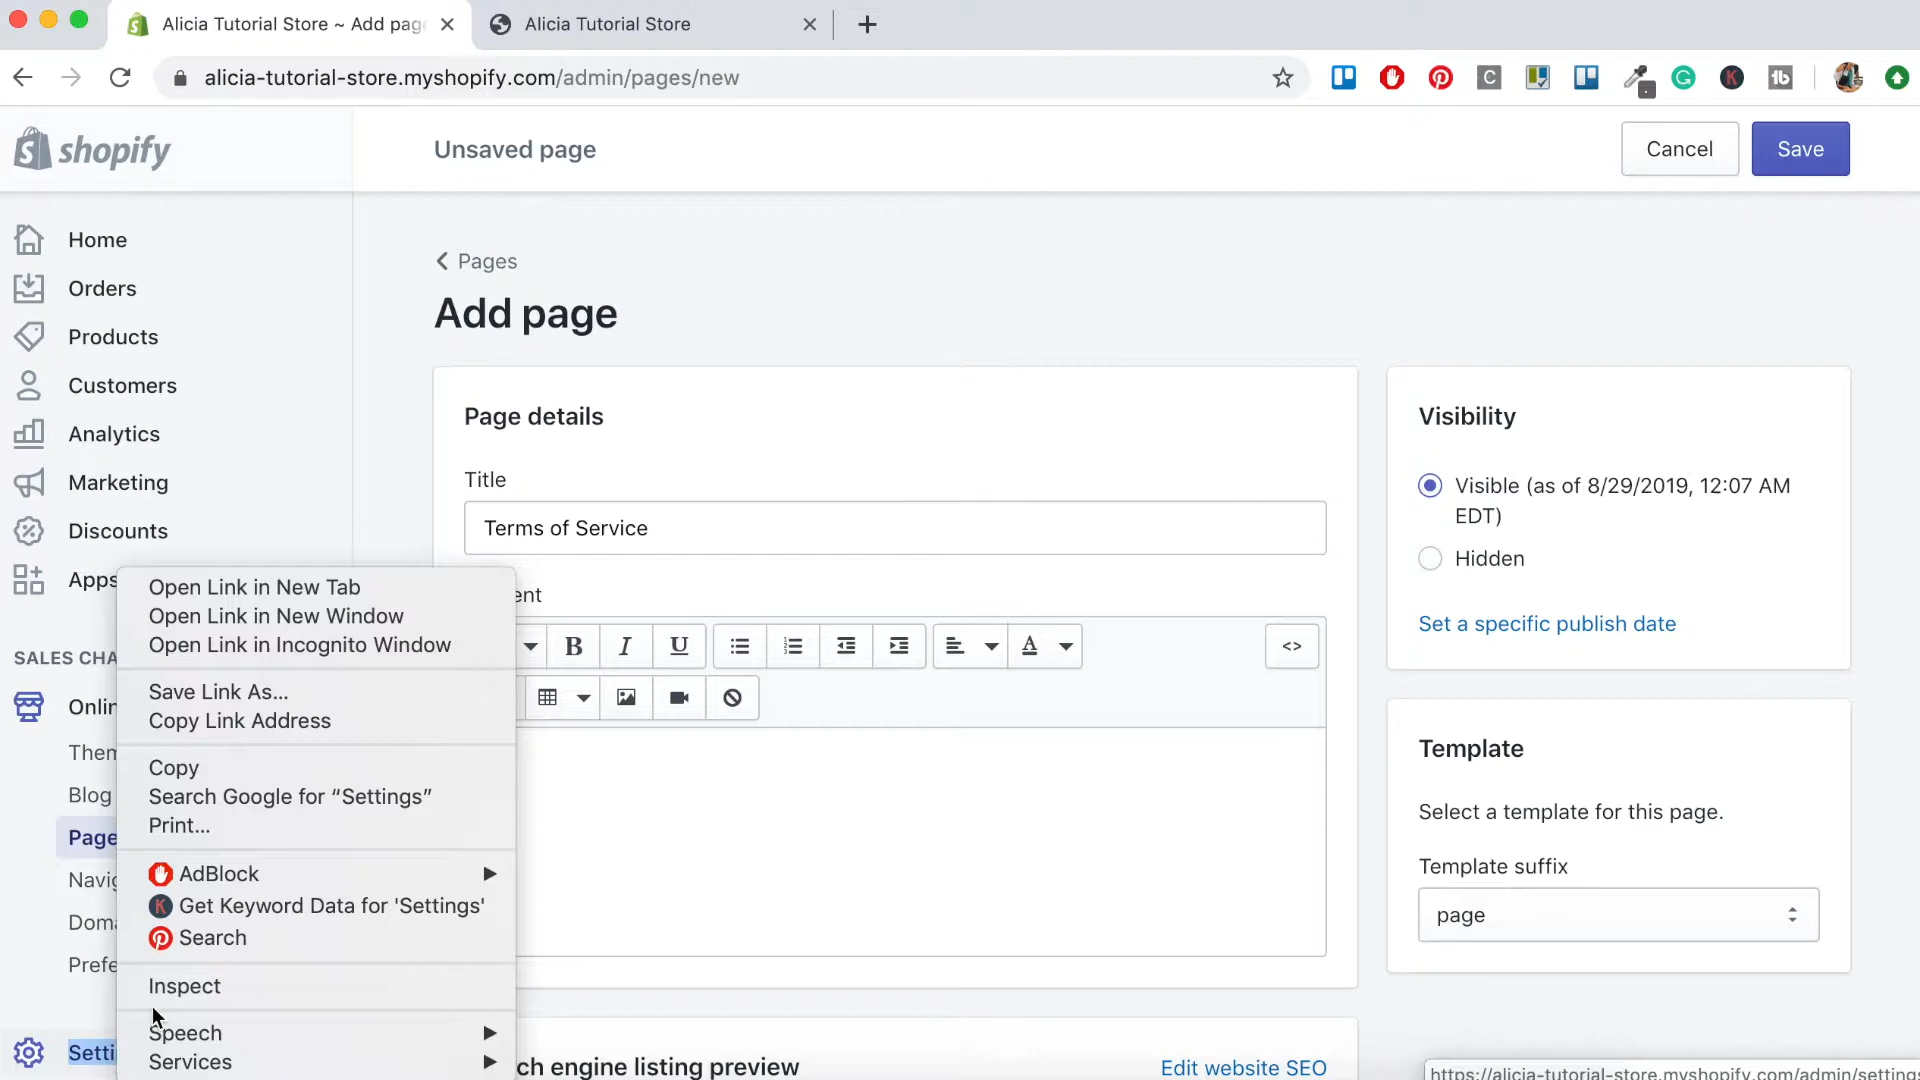 Alicia Tutorial Store ~ Add page
Alicia Tutorial Store
alicia-tutorial-store.myshopify.com/admin/pages/new
shopify
Unsaved page
Cancel
Save
Home
Orders
Products
Customers
Analytics
Marketing
Discounts
Apps
SALES CHA
Onlin
Them
Blog
Page
Navig
Doma
Prefe
Setti
Pages
Add page
Page details
Title
Terms of Service
ent
B I U
A
<>
Visibility
Visible (as of 8/29/2019, 12:07 AM
EDT)
Hidden
Set a specific publish date
Template
Select a template for this page.
Template suffix
page
Open Link in New Tab
Open Link in New Window
Open Link in Incognito Window
Save Link As...
Copy Link Address
Copy
Search Google for “Settings”
Print...
AdBlock
Get Keyword Data for 'Settings'
Search
Inspect
Speech
Services
ch engine listing preview
Edit website SEO
https://alicia-tutorial-store.myshopify.com/admin/settings